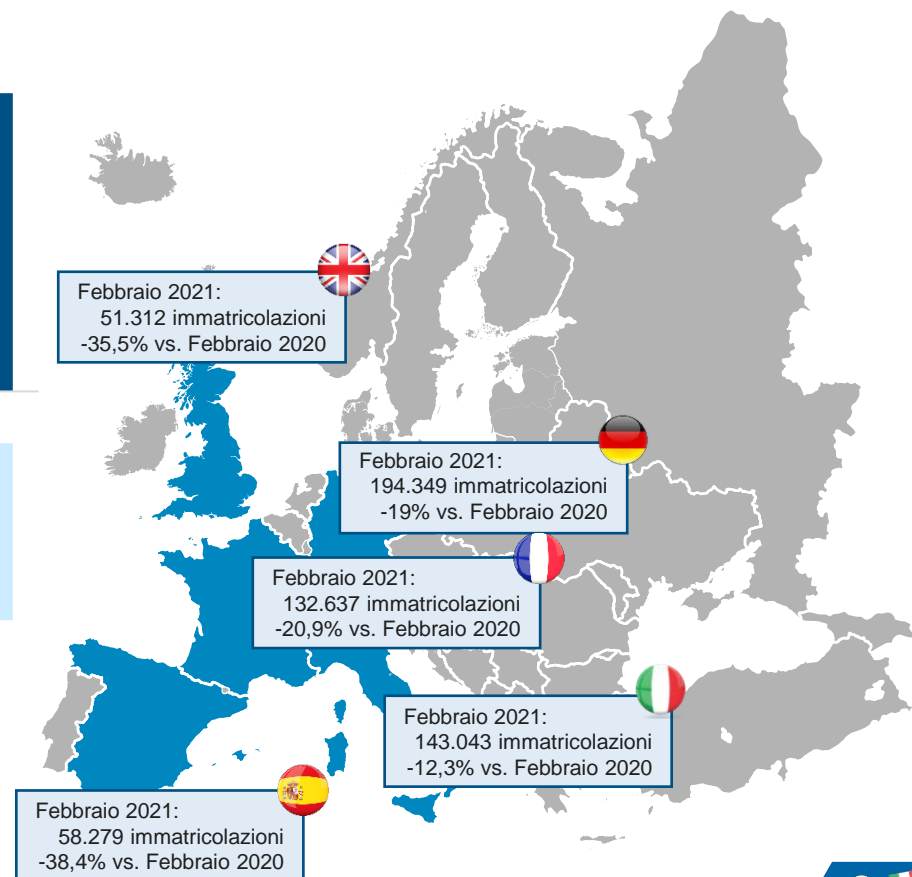 Febbraio 2021:
51.312 immatricolazioni
-35,5% vs. Febbraio 2020
Febbraio 2021:
194.349 immatricolazioni
-19% vs. Febbraio 2020
Febbraio 2021:
132.637 immatricolazioni
-20,9% vs. Febbraio 2020
Febbraio 2021:
143.043 immatricolazioni
-12,3% vs. Febbraio 2020
Febbraio 2021:
58.279 immatricolazioni
-38,4% vs. Febbraio 2020